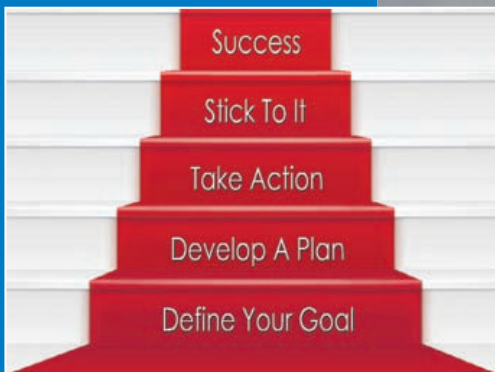 Success
Stick To It
Take Action
Develop A Plan
Define Your Goal